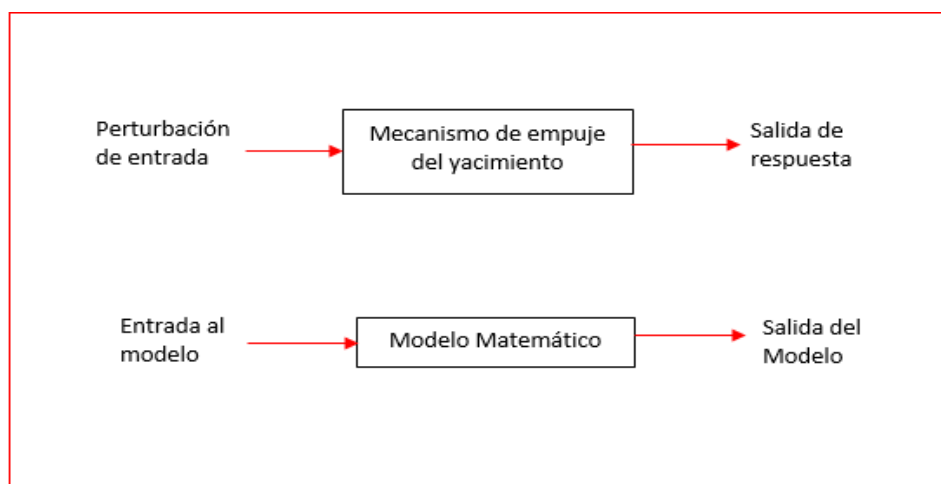 Perturbación
de entrada
Mecanismo de empuje
del yacimiento
Salida de
respuesta
Entrada al
modelo
Modelo Matemático
Salida del
Modelo